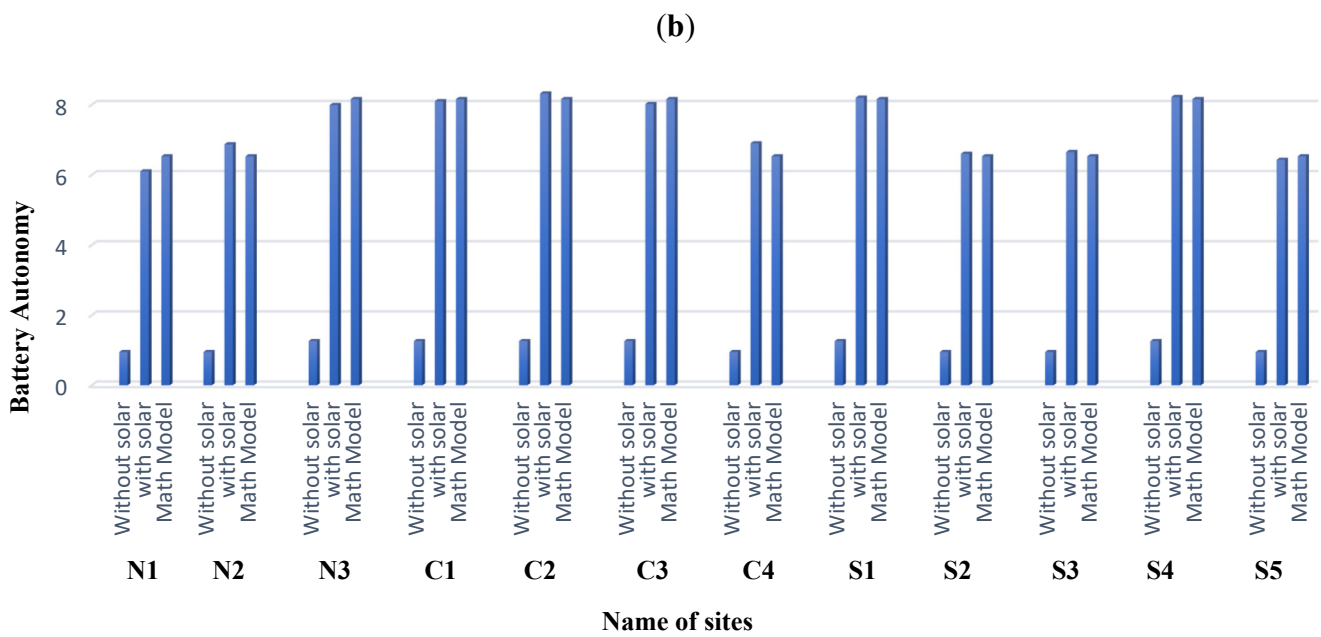 (b)
8
6
4
2
0
Battery Autonomy
Without solar
with solar
Math Model
Without solar
with solar
Math Model
Without solar
with solar
Math Model
Without solar
with solar
Math Model
Without solar
with solar
Math Model
Without solar
with solar
Math Model
Without solar
with solar
Math Model
Without solar
with solar
Math Model
Without solar
with solar
Math Model
Without solar
with solar
Math Model
Without solar
with solar
Math Model
Without solar
with solar
Math Model
N1 N2 N3 C1 C2 C3 C4 S1 S2 S3 S4 S5
Name of sites